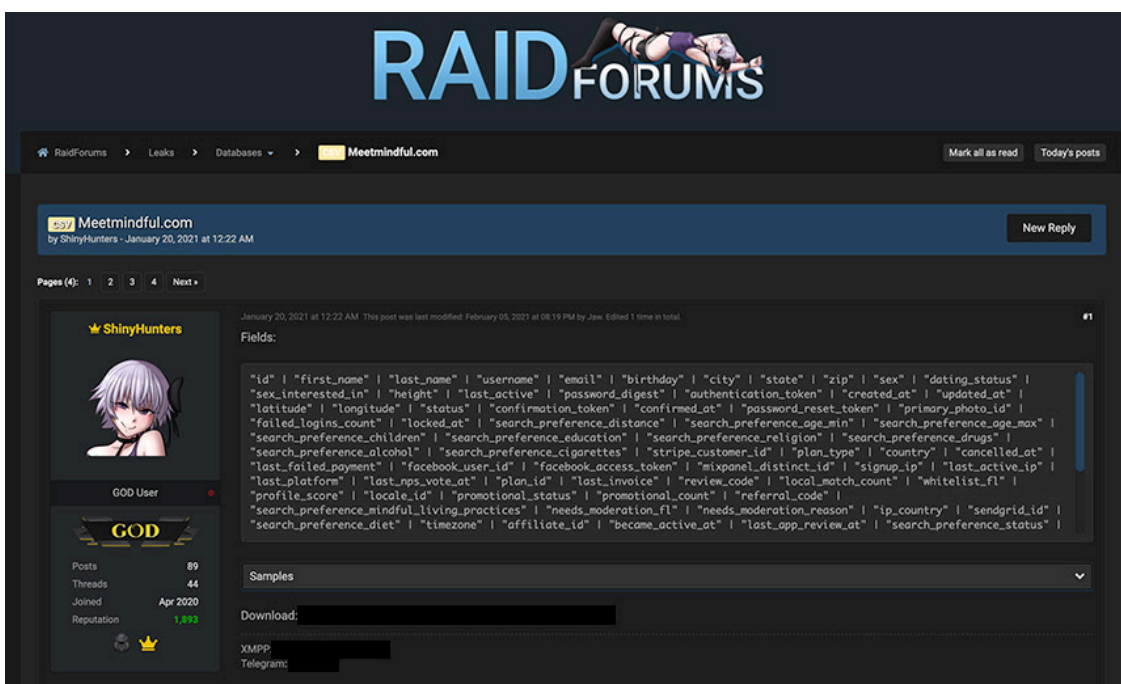 RAIDFORUMS
RaidForums > Leaks > Databases > CSV Meetmindful.com Mark all as read Today's posts
CSV Meetmindful.com
by ShinyHunters - January 20, 2021 at 12:22 AM
New Reply
Pages (4): 1 2 3 4 Next »
ShinyHunters
January 20, 2021 at 12:22 AM This post was last modified: February 05, 2021 at 08:19 PM by Jaw. Edited 1 time in total. #1
Fields:
"id" | "first_name" | "last_name" | "username" | "email" | "birthday" | "city" | "state" | "zip" | "sex" | "dating_status" |
"sex_interested_in" | "height" | "last_active" | "password_digest" | "authentication_token" | "created_at" | "updated_at" |
"latitude" | "longitude" | "status" | "confirmation_token" | "confirmed_at" | "password_reset_token" | "primary_photo_id" |
"failed_logins_count" | "locked_at" | "search_preference_distance" | "search_preference_age_min" | "search_preference_age_max" |
"search_preference_children" | "search_preference_education" | "search_preference_religion" | "search_preference_drugs" |
"search_preference_alcohol" | "search_preference_cigarettes" | "stripe_customer_id" | "plan_type" | "country" | "cancelled_at" |
"last_failed_payment" | "facebook_user_id" | "facebook_access_token" | "mixpanel_distinct_id" | "signup_ip" | "last_active_ip" |
"last_platform" | "last_nps_vote_at" | "plan_id" | "last_invoice" | "review_code" | "local_match_count" | "whitelist_fl" |
"profile_score" | "locale_id" | "promotional_status" | "promotional_count" | "referral_code" |
"search_preference_mindful_living_practices" | "needs_moderation_fl" | "needs_moderation_reason" | "ip_country" | "sendgrid_id" |
"search_preference_diet" | "timezone" | "affiliate_id" | "became_active_at" | "last_app_review_at" | "search_preference_status" |
GOD User
GOD
Posts 89
Threads 44
Joined Apr 2020
Reputation 1,893
Samples
Download:
XMPP:
Telegram: